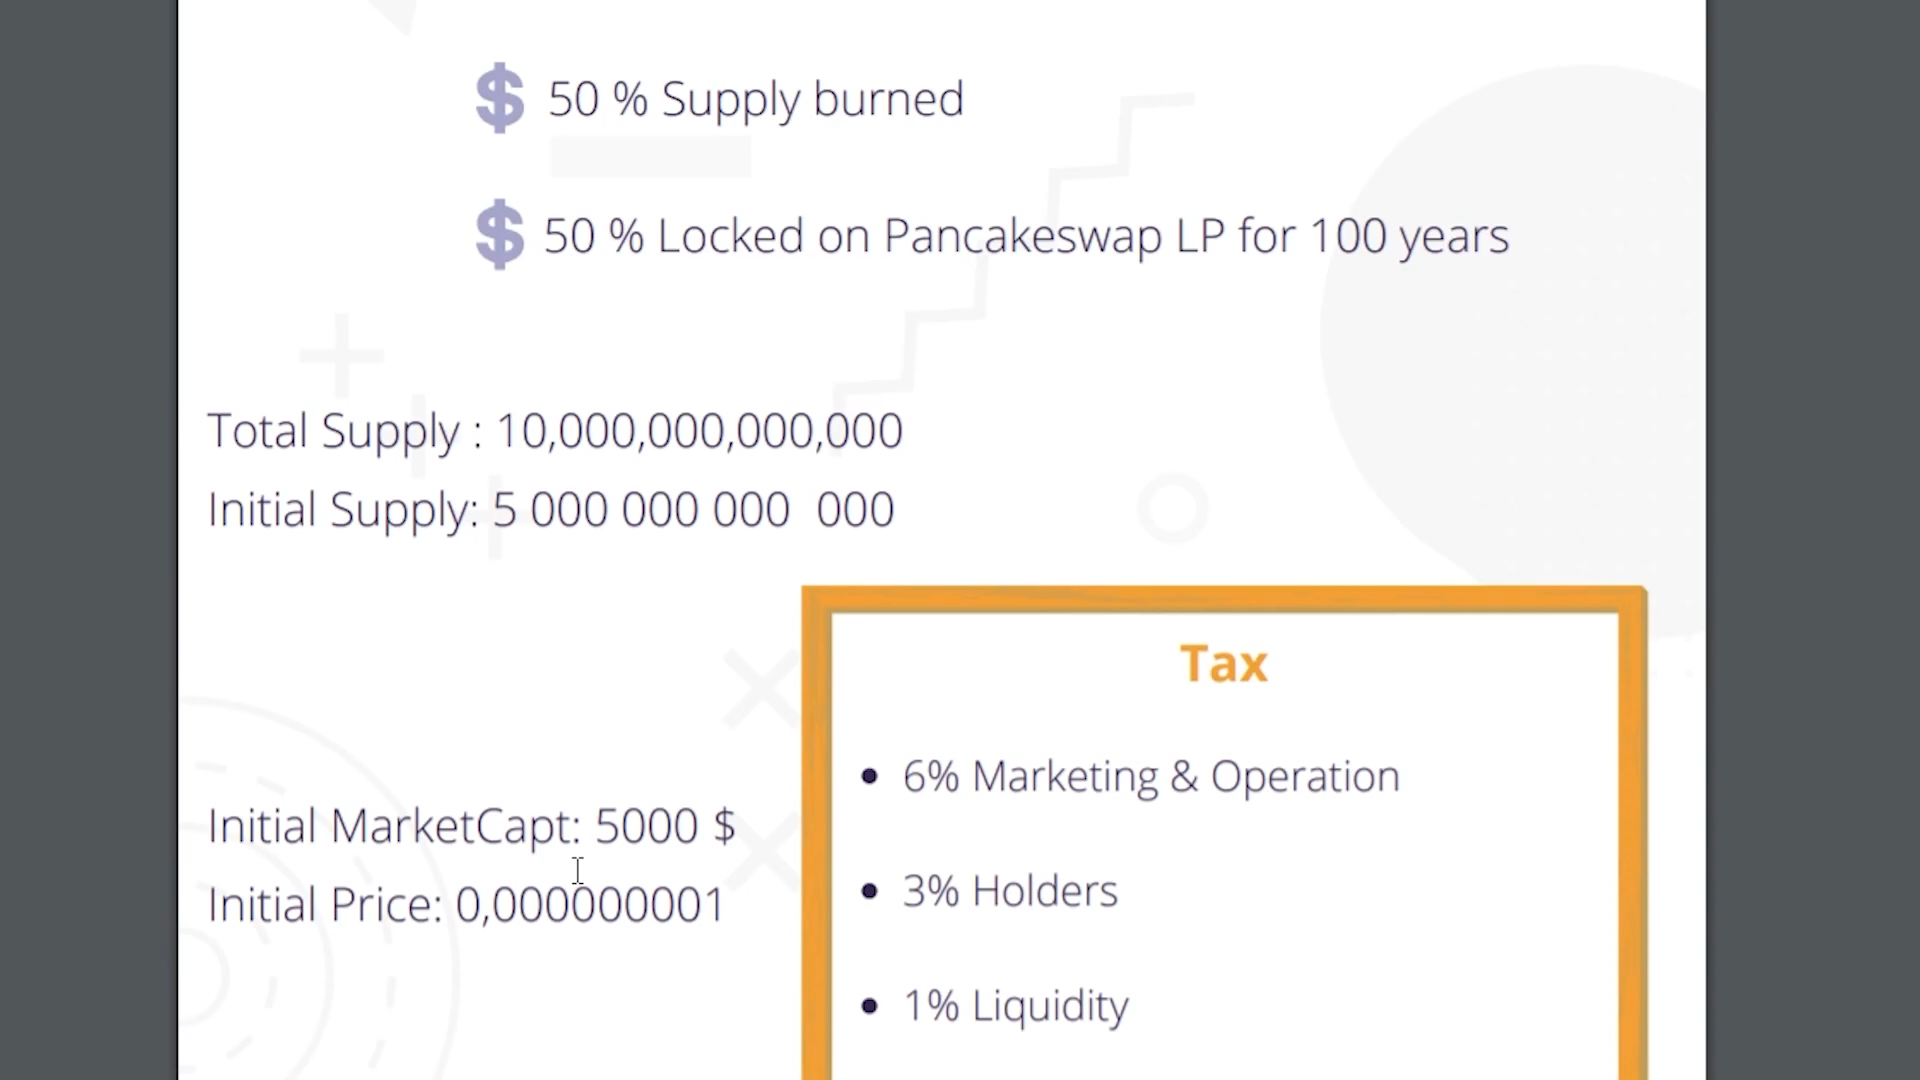 50 % Supply burned
50 % Locked on Pancakeswap LP for 100 years
Total Supply : 10,000,000,000,000
Initial Supply: 5 000 000 000  000
Tax
6% Marketing & Operation
Initial MarketCapt: 5000 $
3% Holders
Initial Price: 0,000000001
1% Liquidity